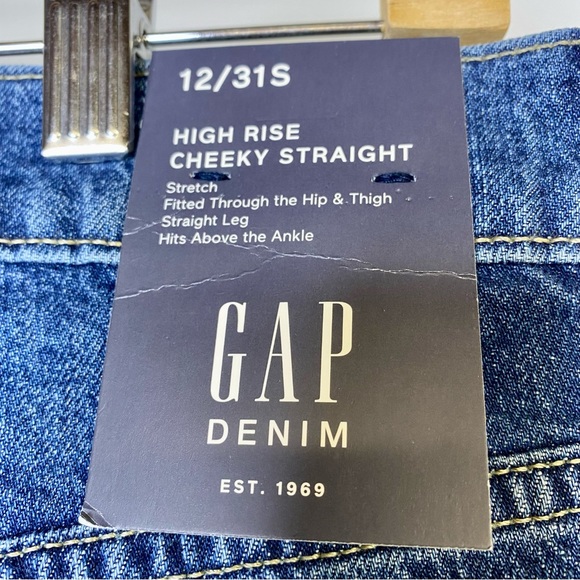 12/31S
HIGH RISE
CHEEKY STRAIGHT
Stretch
Fitted Through the Hip & Thigh
Straight Leg
Hits Above the Ankle
GAP
DENIM
EST. 1969